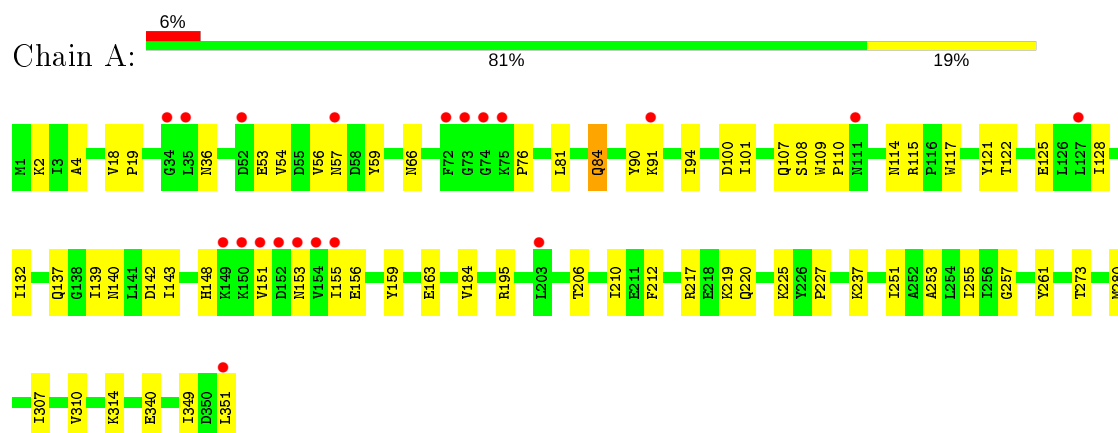 6%
Chain A:
81% 19%
M1 K2 I3 A4 V18 P19 G34 L35 N36 D52 E53 V54 D55 V56 N57 D58 Y59 N66 F72 G73 G74 K75 P76 L81 Q84 Y90 K91 I94 D100 I101 Q107 S108 W109 P110 N111 N114 R115 P116 W117 Y121 T122 E125 L126 L127 I128
I132 Q137 G138 I139 N140 L141 D142 I143 H148 K149 K150 V151 D152 N153 V154 I155 E156 Y159 E163 V184 R195 L203 T206 I210 E211 F212 R217 E218 K219 Q220 K225 Y226 P227 K237 I251 A252 A253 L254 I255 I256 G257 Y261 T273 M280
I307 V310 K314 E340 I349 D350 L351